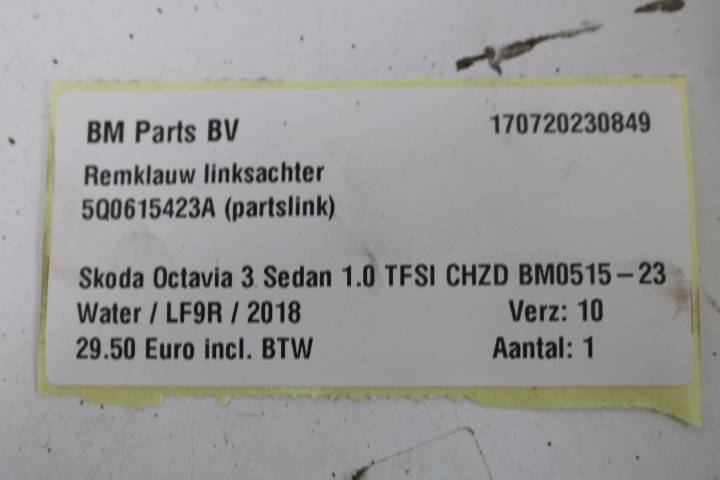 BM Parts BV 170720230849
Remklauw linksachter
5Q0615423A (partslink)
Skoda Octavia 3 Sedan 1.0 TFSI CHZD BM0515-23
Water / LF9R / 2018 Verz: 10
29.50 Euro incl. BTW Aantal: 1